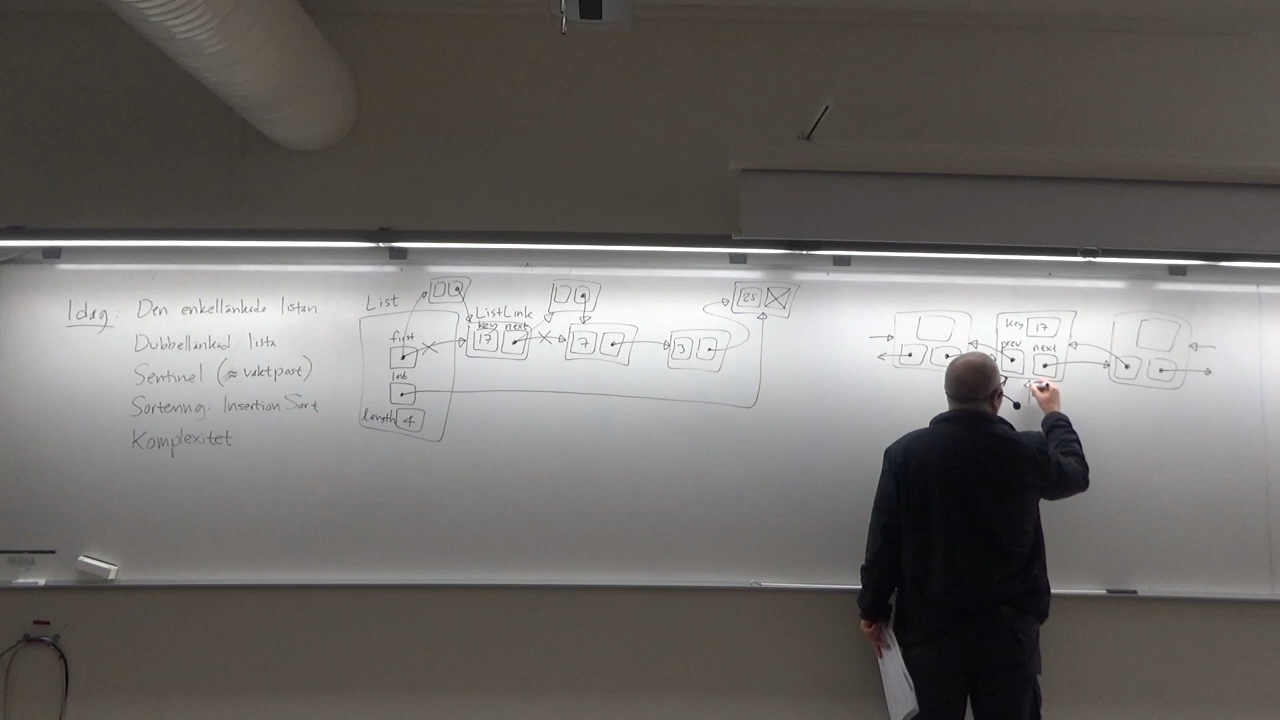 Idag: Den enkellänkade listan
Dubbellänkad lista
Sentinel (≈ vaktpost)
Sortering: Insertion Sort
Komplexitet
List
first
last
length 4
ListLink
key next
17
7
3
25
key 17
prev next